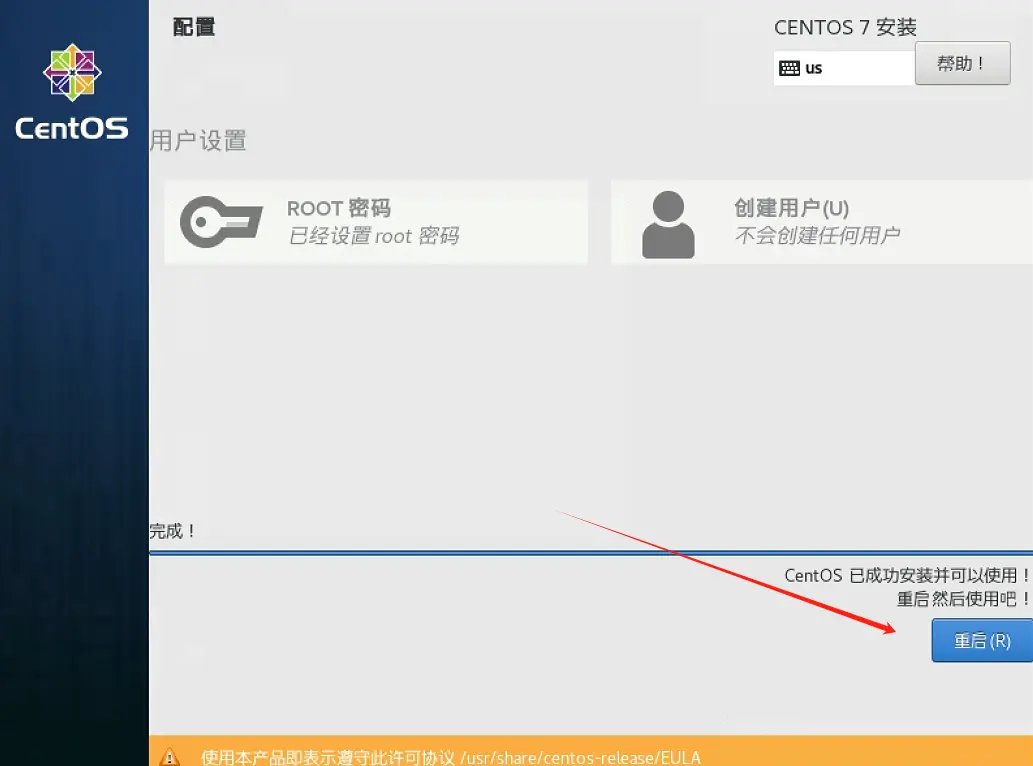 配置
CENTOS 7 安装
us
帮助！
CentOS
用户设置
ROOT 密码
已经设置 root 密码
创建用户(U)
不会创建任何用户
完成！
CentOS 已成功安装并可以使用！
重启然后使用吧！
重启(R)
使用本产品即表示遵守此许可协议 /usr/share/centos-release/EULA